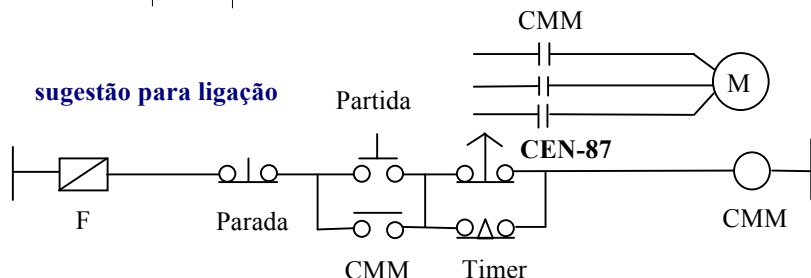 CMM
sugestão para ligação
Partida
M
CEN-87
F
Parada
CMM
CMM
Timer